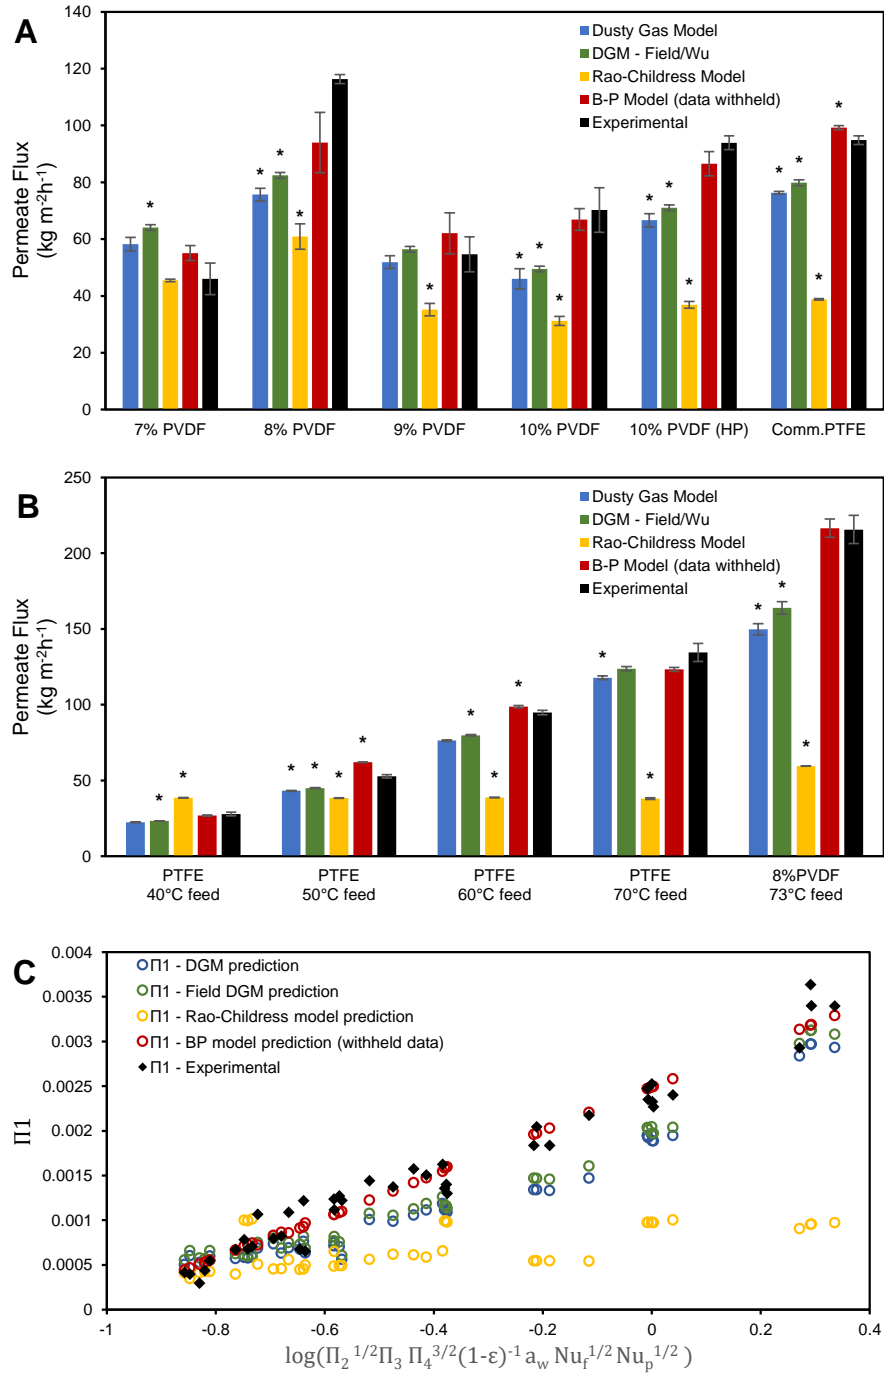 A
Permeate Flux
(kg m⁻²h⁻¹)
140
120
100
80
60
40
20
0
Dusty Gas Model
DGM - Field/Wu
Rao-Childress Model
B-P Model (data withheld)
Experimental
* * * * * * * * * * * * * * * *
7% PVDF 8% PVDF 9% PVDF 10% PVDF 10% PVDF (HP) Comm.PTFE
B
Permeate Flux
(kg m⁻²h⁻¹)
250
200
150
100
50
0
Dusty Gas Model
DGM - Field/Wu
Rao-Childress Model
B-P Model (data withheld)
Experimental
* * * * * * * * * * * * * *
PTFE PTFE PTFE PTFE 8%PVDF
40°C feed 50°C feed 60°C feed 70°C feed 73°C feed
C
Π1
0.004
0.0035
0.003
0.0025
0.002
0.0015
0.001
0.0005
0
Π1 - DGM prediction
Π1 - Field DGM prediction
Π1 - Rao-Childress model prediction
Π1 - BP model prediction (withheld data)
Π1 - Experimental
-1 -0.8 -0.6 -0.4 -0.2 0 0.2 0.4
log(Π₂^1/2 Π₃ Π₄^3/2 (1-ε)⁻¹ a_w Nu_f^1/2 Nu_p^1/2 )